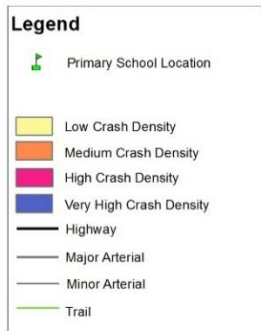 Legend
Primary School Location
Low Crash Density
Medium Crash Density
High Crash Density
Very High Crash Density
Highway
Major Arterial
Minor Arterial
Trail